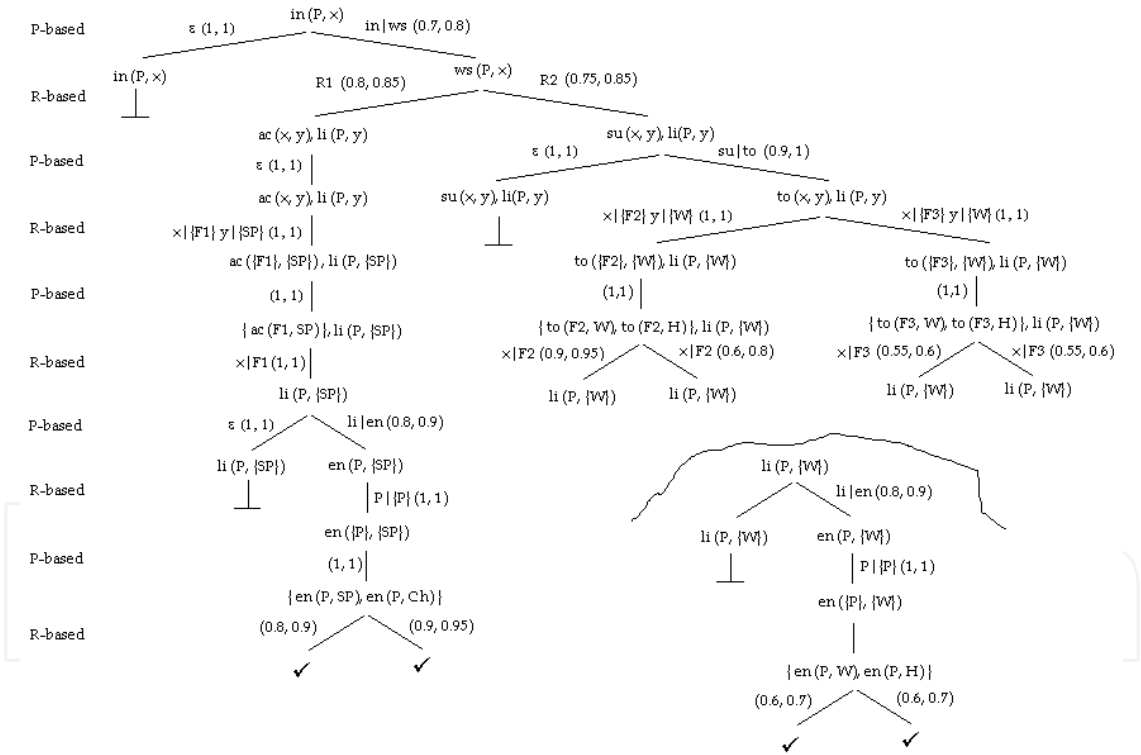 in (P, x)
P-based
ε (1, 1)
in|ws (0.7, 0.8)
in (P, x)
ws (P, x)
R-based
R1 (0.8, 0.85)
R2 (0.75, 0.85)
ac (x, y), li (P, y)
su (x, y), li(P, y)
P-based
ε (1, 1)
ε (1, 1)
su|to (0.9, 1)
ac (x, y), li (P, y)
su (x, y), li(P, y)
to (x, y), li (P, y)
R-based
x|{F1} y|{SP} (1, 1)
x|{F2} y|{W} (1, 1)
x|{F3} y|{W} (1, 1)
ac ({F1}, {SP}), li (P, {SP})
to ({F2}, {W}), li (P, {W})
to ({F3}, {W}), li (P, {W})
P-based
(1, 1)
(1,1)
(1,1)
{ ac (F1, SP) }, li (P, {SP})
{ to (F2, W), to (F2, H) }, li (P, {W})
{ to (F3, W), to (F3, H) }, li (P, {W})
R-based
x|F1 (1, 1)
x|F2 (0.9, 0.95)
x|F2 (0.6, 0.8)
x|F3 (0.55, 0.6)
x|F3 (0.55, 0.6)
li (P, {SP})
li (P, {W})
li (P, {W})
li (P, {W})
li (P, {W})
P-based
ε (1, 1)
li|en (0.8, 0.9)
li (P, {SP})
en (P, {SP})
li (P, {W})
R-based
P|{P} (1, 1)
li|en (0.8, 0.9)
en ({P}, {SP})
li (P, {W})
en (P, {W})
P-based
(1, 1)
P|{P} (1, 1)
{ en (P, SP), en (P, Ch) }
en ({P}, {W})
R-based
(0.8, 0.9)
(0.9, 0.95)
{ en (P, W), en (P, H) }
(0.6, 0.7)
(0.6, 0.7)